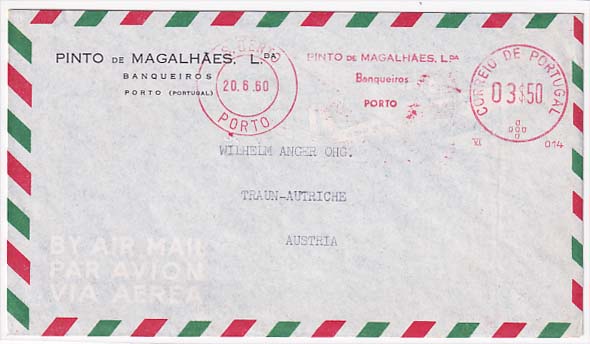 PINTO DE MAGALHÃES, L.DA
BANQUEIROS
PORTO (PORTUGAL)
20.6.60
PORTO
PINTO DE MAGALHÃES, L.DA
Banqueiros
PORTO
CORREIO DE PORTUGAL
03$50
014
WILHELM ANGER OHG.
TRAUN-AUTRICHE
AUSTRIA
BY AIR MAIL
PAR AVION
VIA AEREA